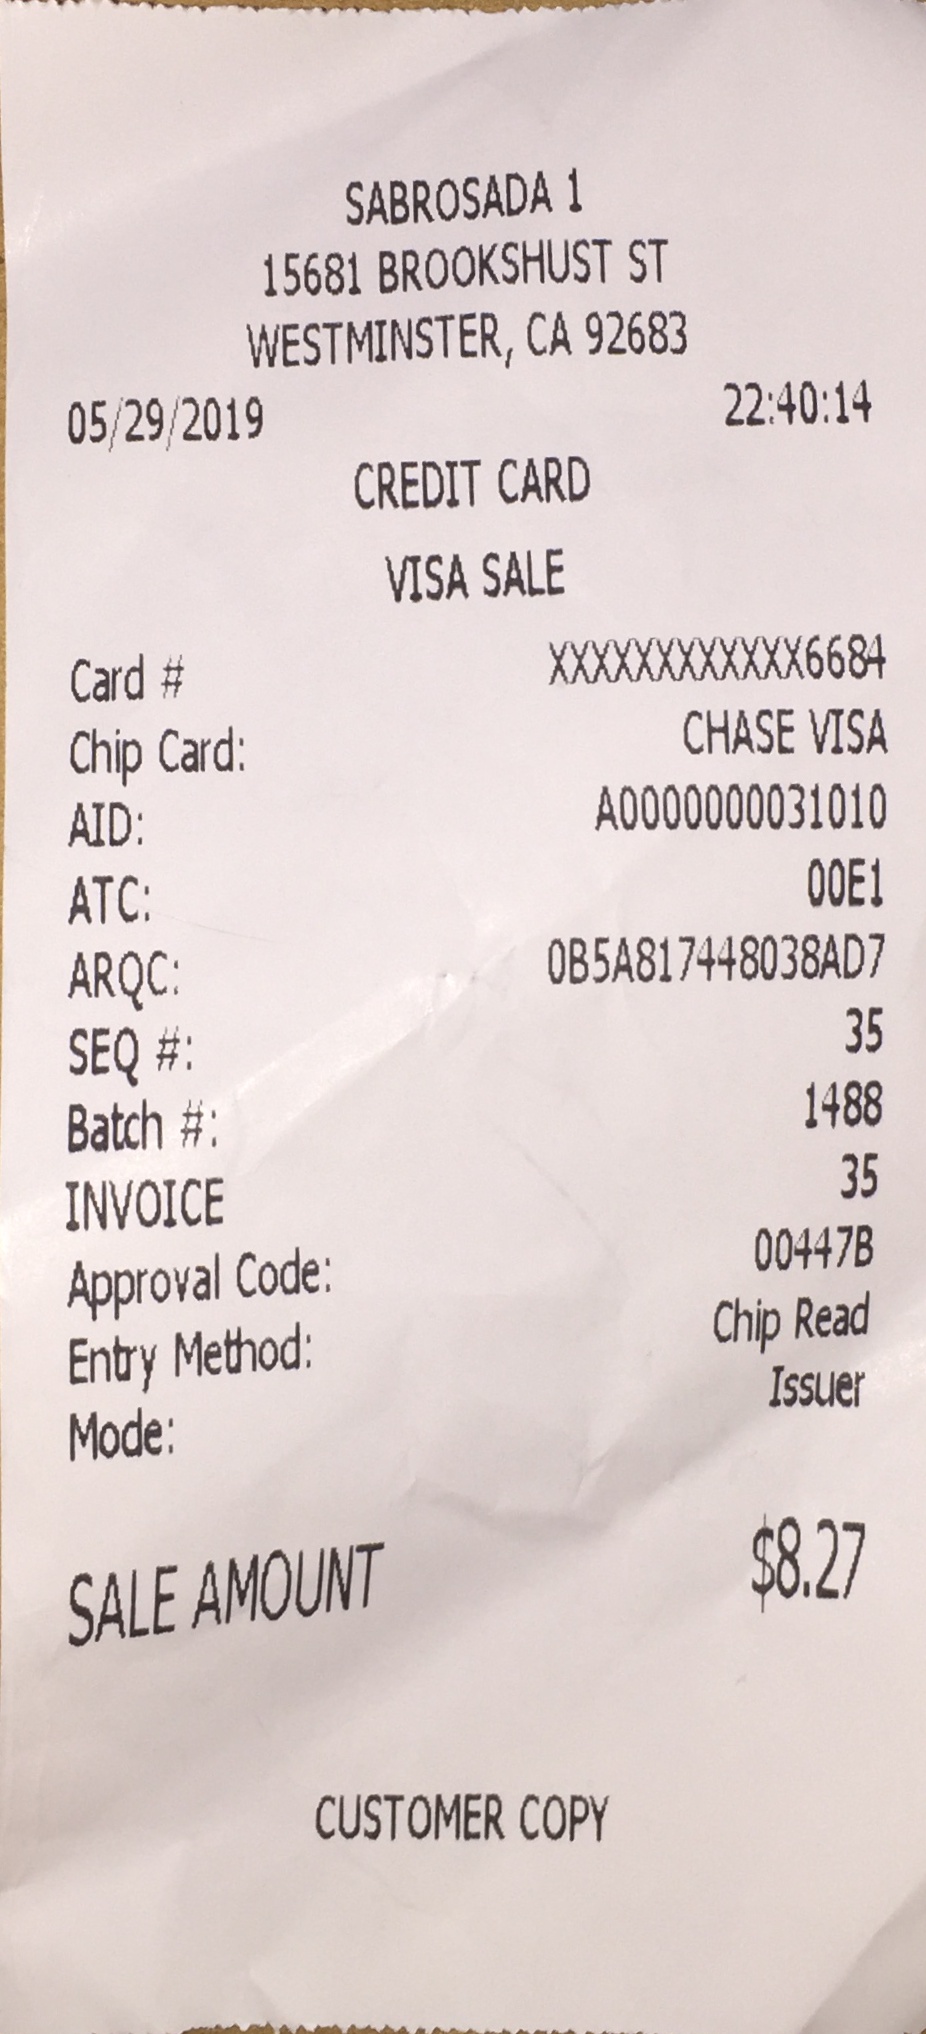 SABROSADA 1
15681 BROOKSHUST ST
WESTMINSTER, CA 92683
05/29/2019 22:40:14
CREDIT CARD
VISA SALE
Card # XXXXXXXXXXXX6684
Chip Card: CHASE VISA
AID: A0000000031010
ATC: 00E1
ARQC: 0B5A817448038AD7
SEQ #: 35
Batch #: 1488
INVOICE 35
Approval Code: 00447B
Entry Method: Chip Read
Mode: Issuer
SALE AMOUNT $8.27
CUSTOMER COPY